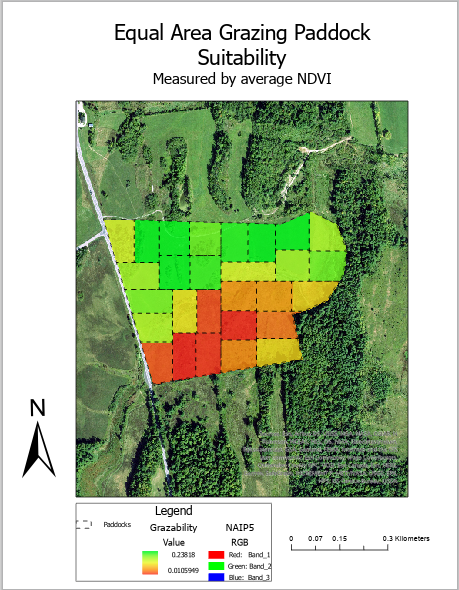 Equal Area Grazing Paddock
Suitability
Measured by average NDVI
N
Legend
Paddocks
Grazability
Value
0.23818
0.0105949
NAIP5
RGB
Red: Band_1
Green: Band_2
Blue: Band_3
0 0.07 0.15 0.3 Kilometers